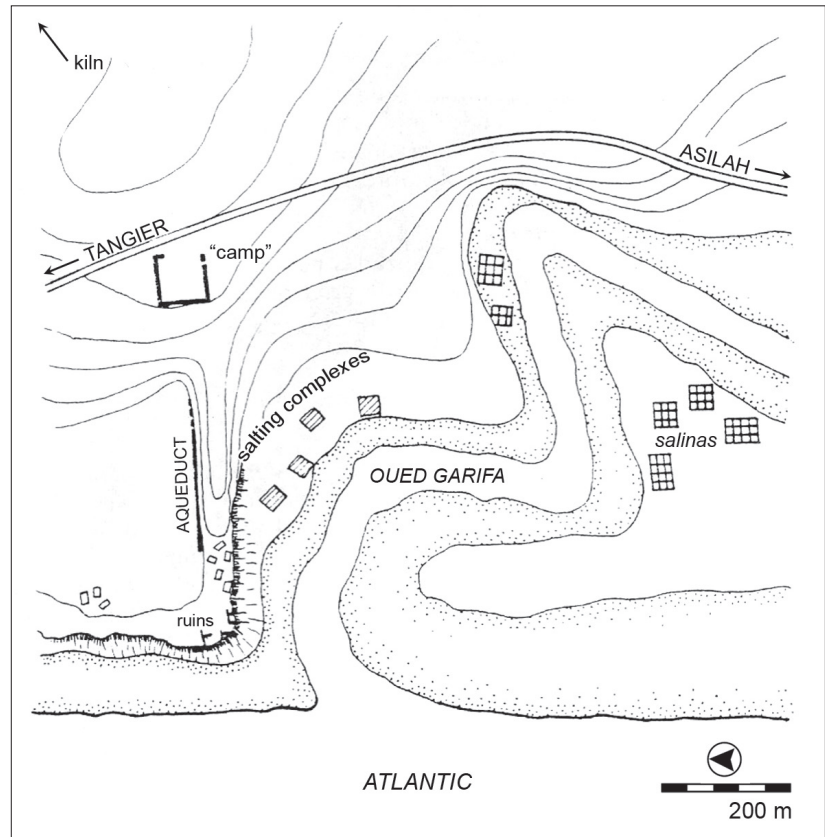 kiln
ASILAH
TANGIER
"camp"
salting complexes
AQUEDUCT
OUED GARIFA
salinas
ruins
ATLANTIC
200 m